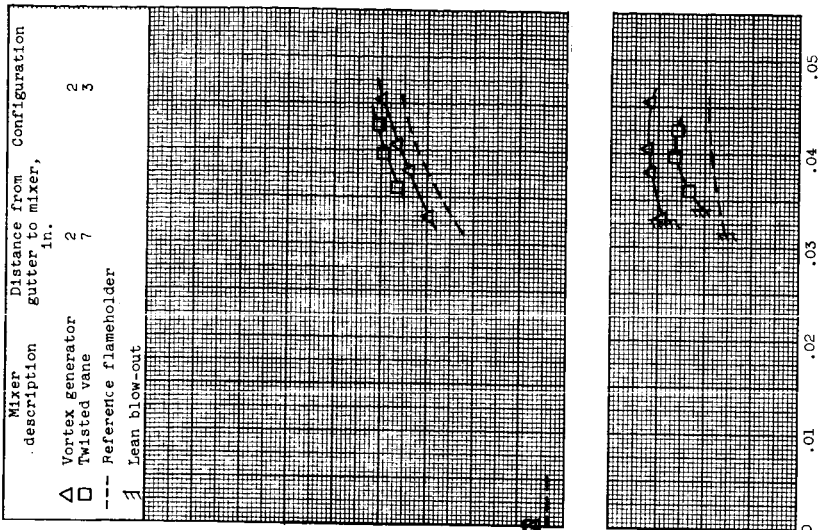 Mixer Distance from Configuration
description gutter to mixer,
in.
Vortex generator 2 2
Twisted vane 7 3
Reference flameholder
Lean blow-out
0 .01 .02 .03 .04 .05